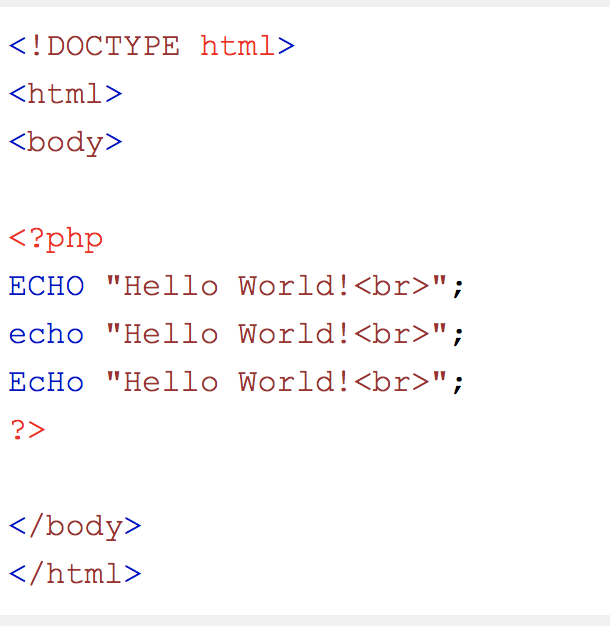 <!DOCTYPE html>
<html>
<body>
<?php
ECHO "Hello World!<br>";
echo "Hello World!<br>";
EcHo "Hello World!<br>";
?>
</body>
</html>